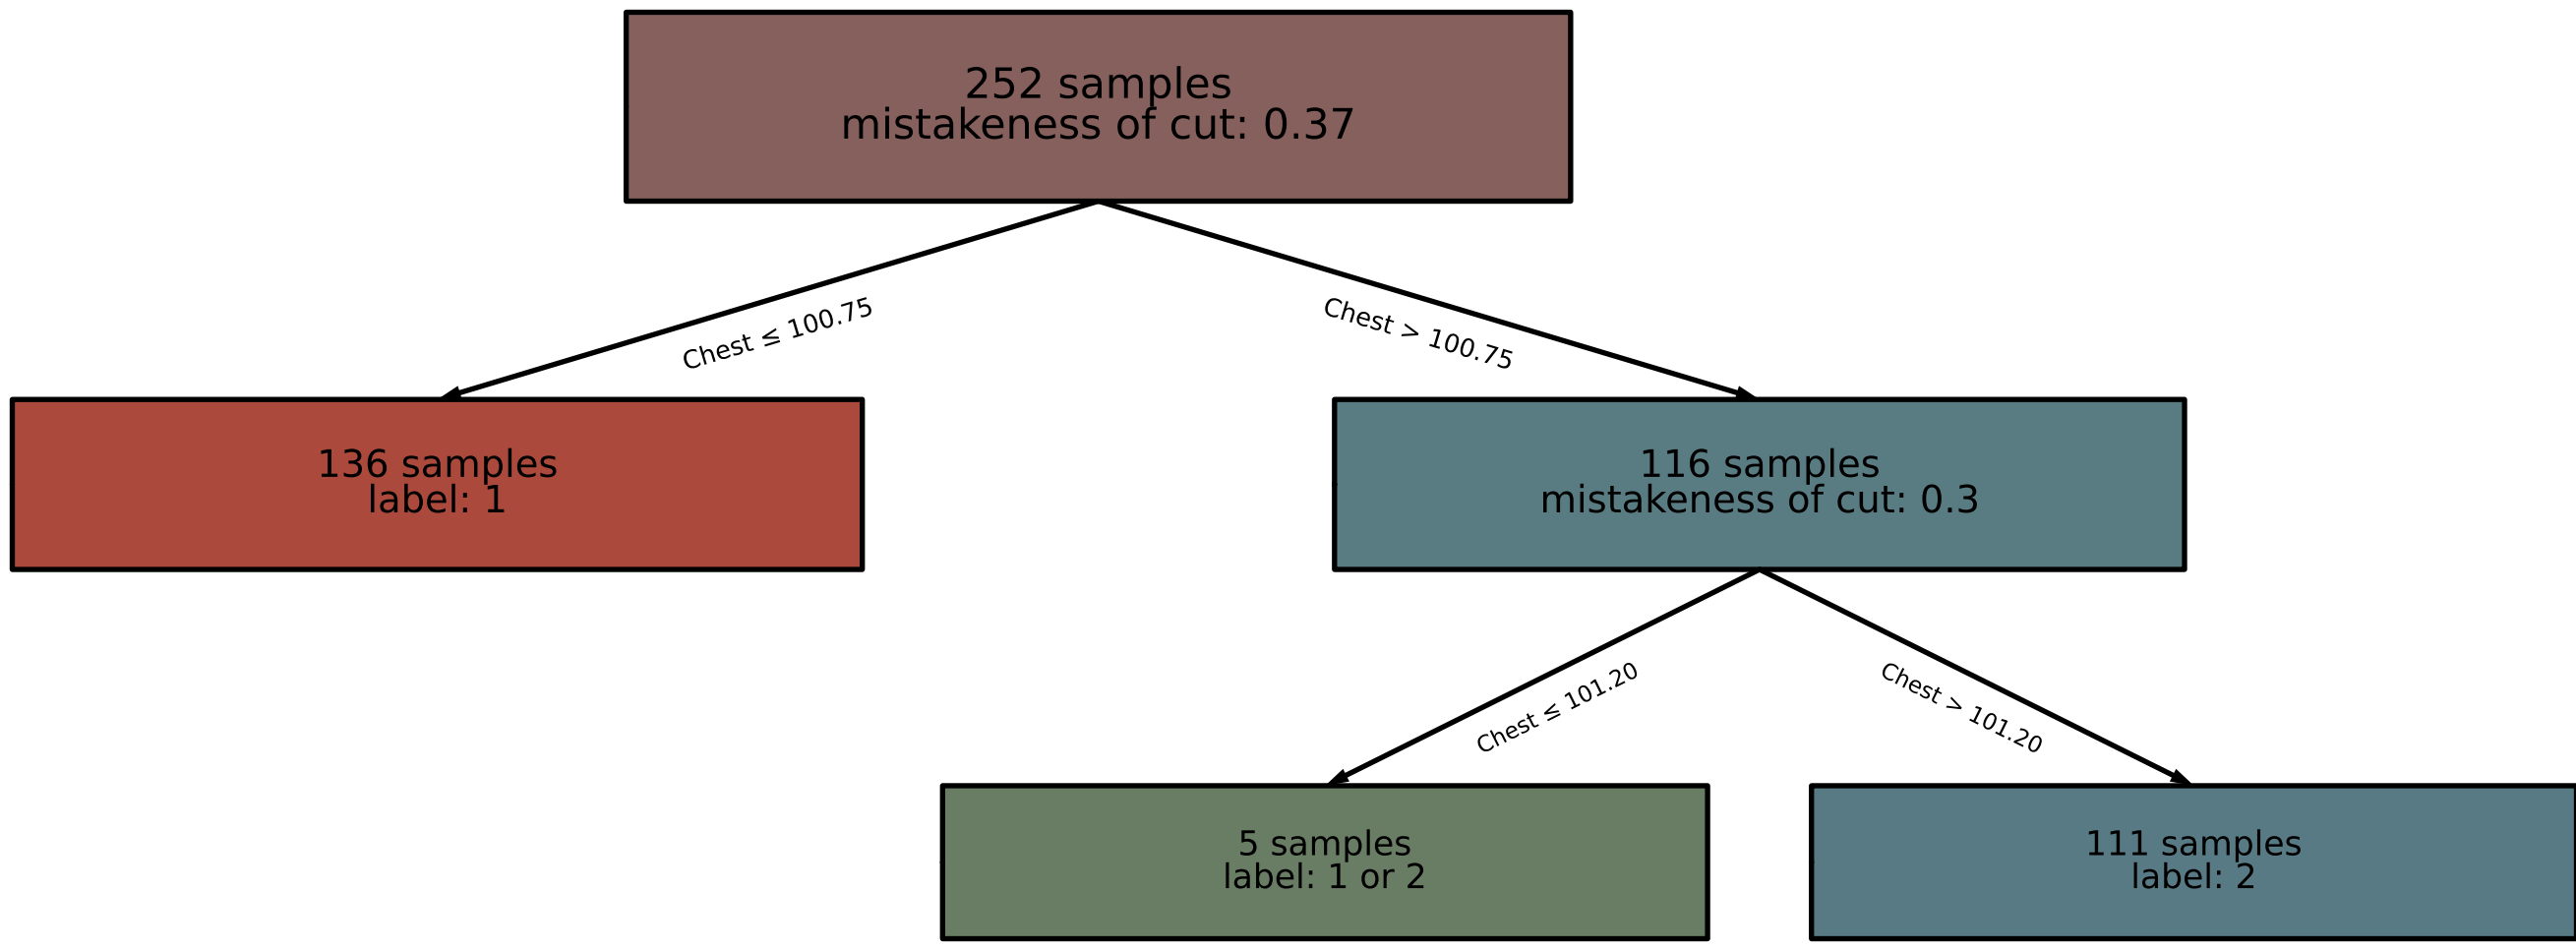 252 samples
mistakeness of cut: 0.37
Chest ≤ 100.75
Chest > 100.75
136 samples
label: 1
116 samples
mistakeness of cut: 0.3
Chest ≤ 101.20
Chest > 101.20
5 samples
label: 1 or 2
111 samples
label: 2